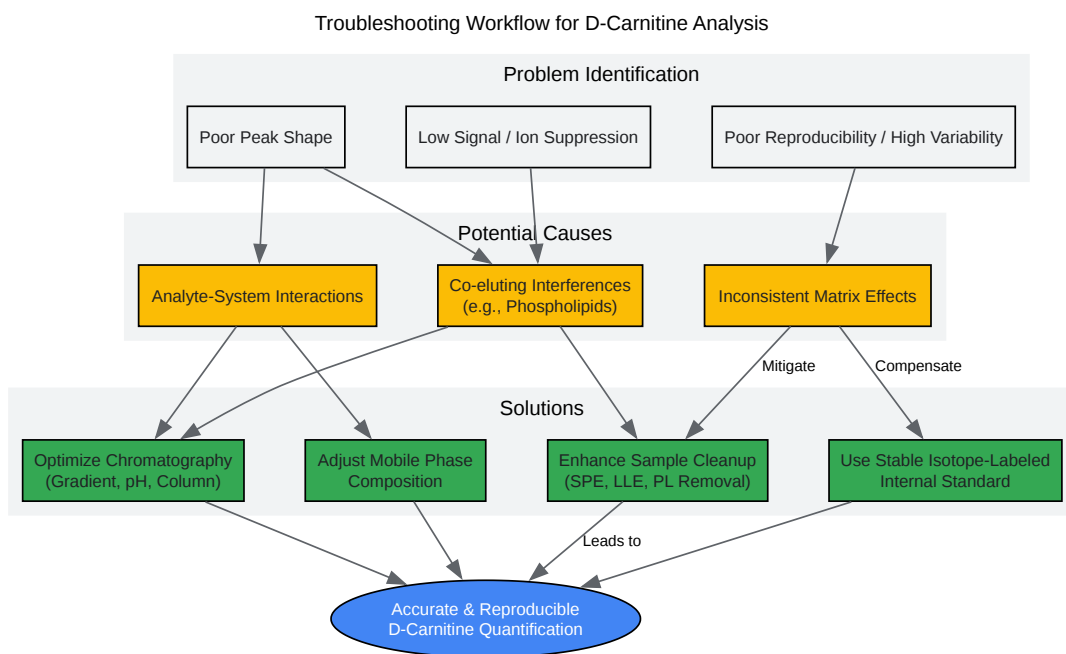 Troubleshooting Workflow for D-Carnitine Analysis
Problem Identification
Poor Peak Shape
Low Signal / Ion Suppression
Poor Reproducibility / High Variability
Potential Causes
Analyte-System Interactions
Co-eluting Interferences
(e.g., Phospholipids)
Inconsistent Matrix Effects
Mitigate
Compensate
Solutions
Optimize Chromatography
(Gradient, pH, Column)
Adjust Mobile Phase
Composition
Enhance Sample Cleanup
(SPE, LLE, PL Removal)
Use Stable Isotope-Labeled
Internal Standard
Leads to
Accurate & Reproducible
D-Carnitine Quantification